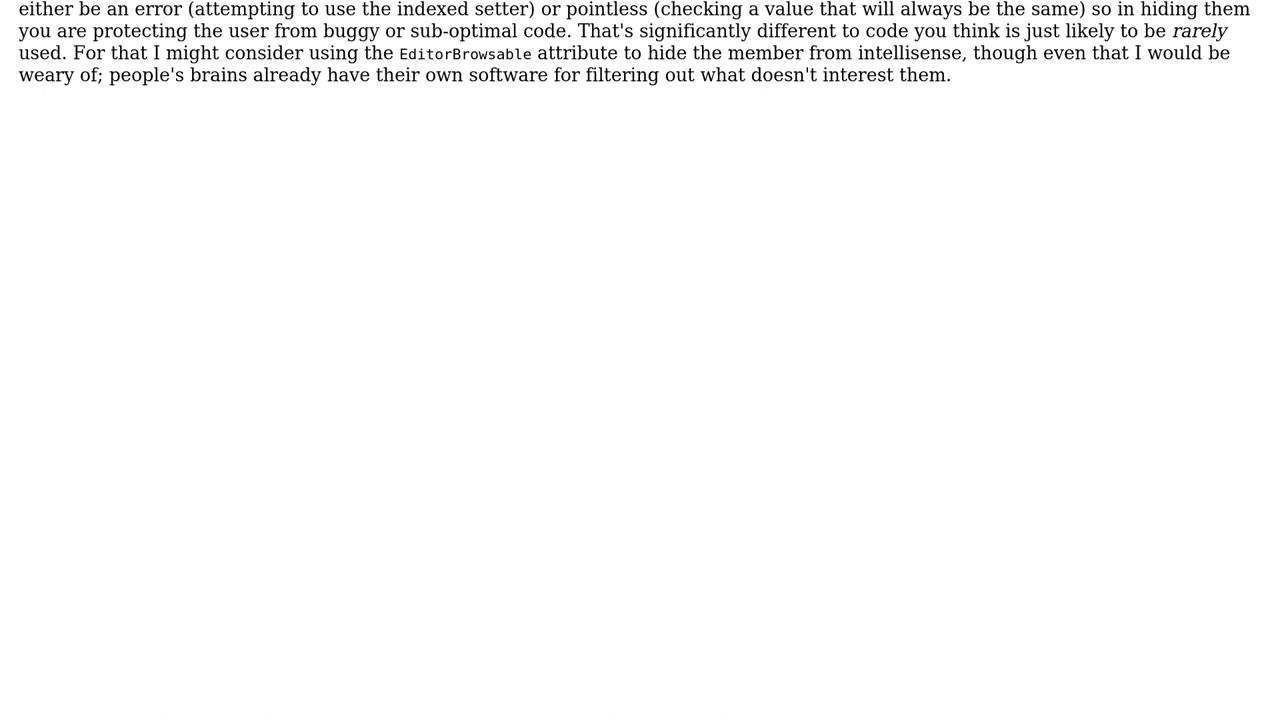 either be an error (attempting to use the indexed setter) or pointless (checking a value that will always be the same) so in hiding them
you are protecting the user from buggy or sub-optimal code. That's significantly different to code you think is just likely to be rarely
used. For that I might consider using the EditorBrowsable attribute to hide the member from intellisense, though even that I would be
weary of; people's brains already have their own software for filtering out what doesn't interest them.